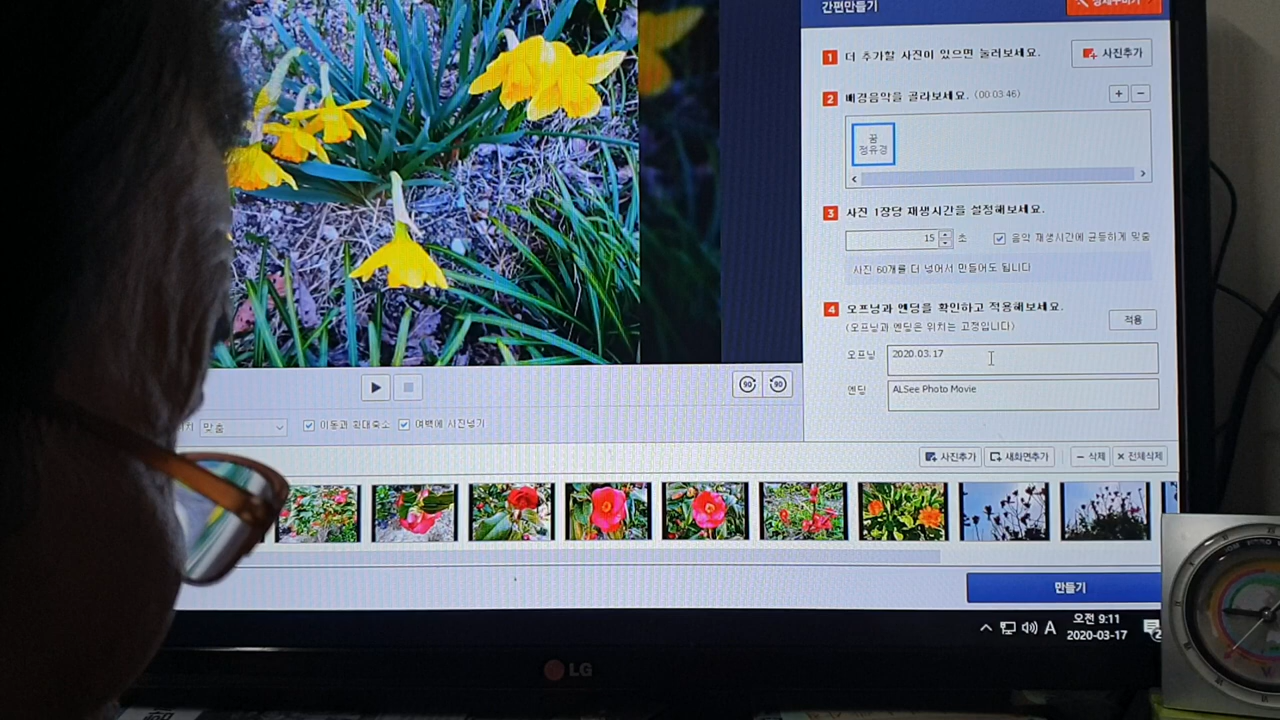 간편만들기
1 더 추가할 사진이 있으면 눌러보세요.
사진추가
2 배경음악을 골라보세요. (00:03:46)
+ −
꿈
정유경
3 사진 1장당 재생시간을 설정해보세요.
15 초
음악 재생시간에 균등하게 맞춤
사진 60개를 더 넣어서 만들어도 됩니다
4 오프닝과 엔딩을 확인하고 적용해보세요.
(오프닝과 엔딩은 위치는 고정입니다)
적용
오프닝
2020.03.17
엔딩
ALSee Photo Movie
90 90
맞춤
이동과 확대축소
여백에 사진넣기
사진추가
새화면추가
삭제
전체삭제
만들기
A
오전 9:11
2020-03-17
2
LG